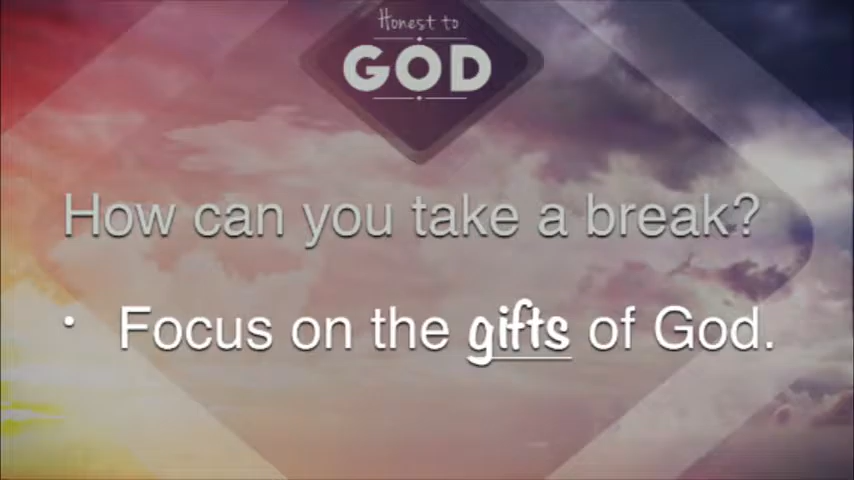 Honest to
GOD
How can you take a break?
• Focus on the gifts of God.